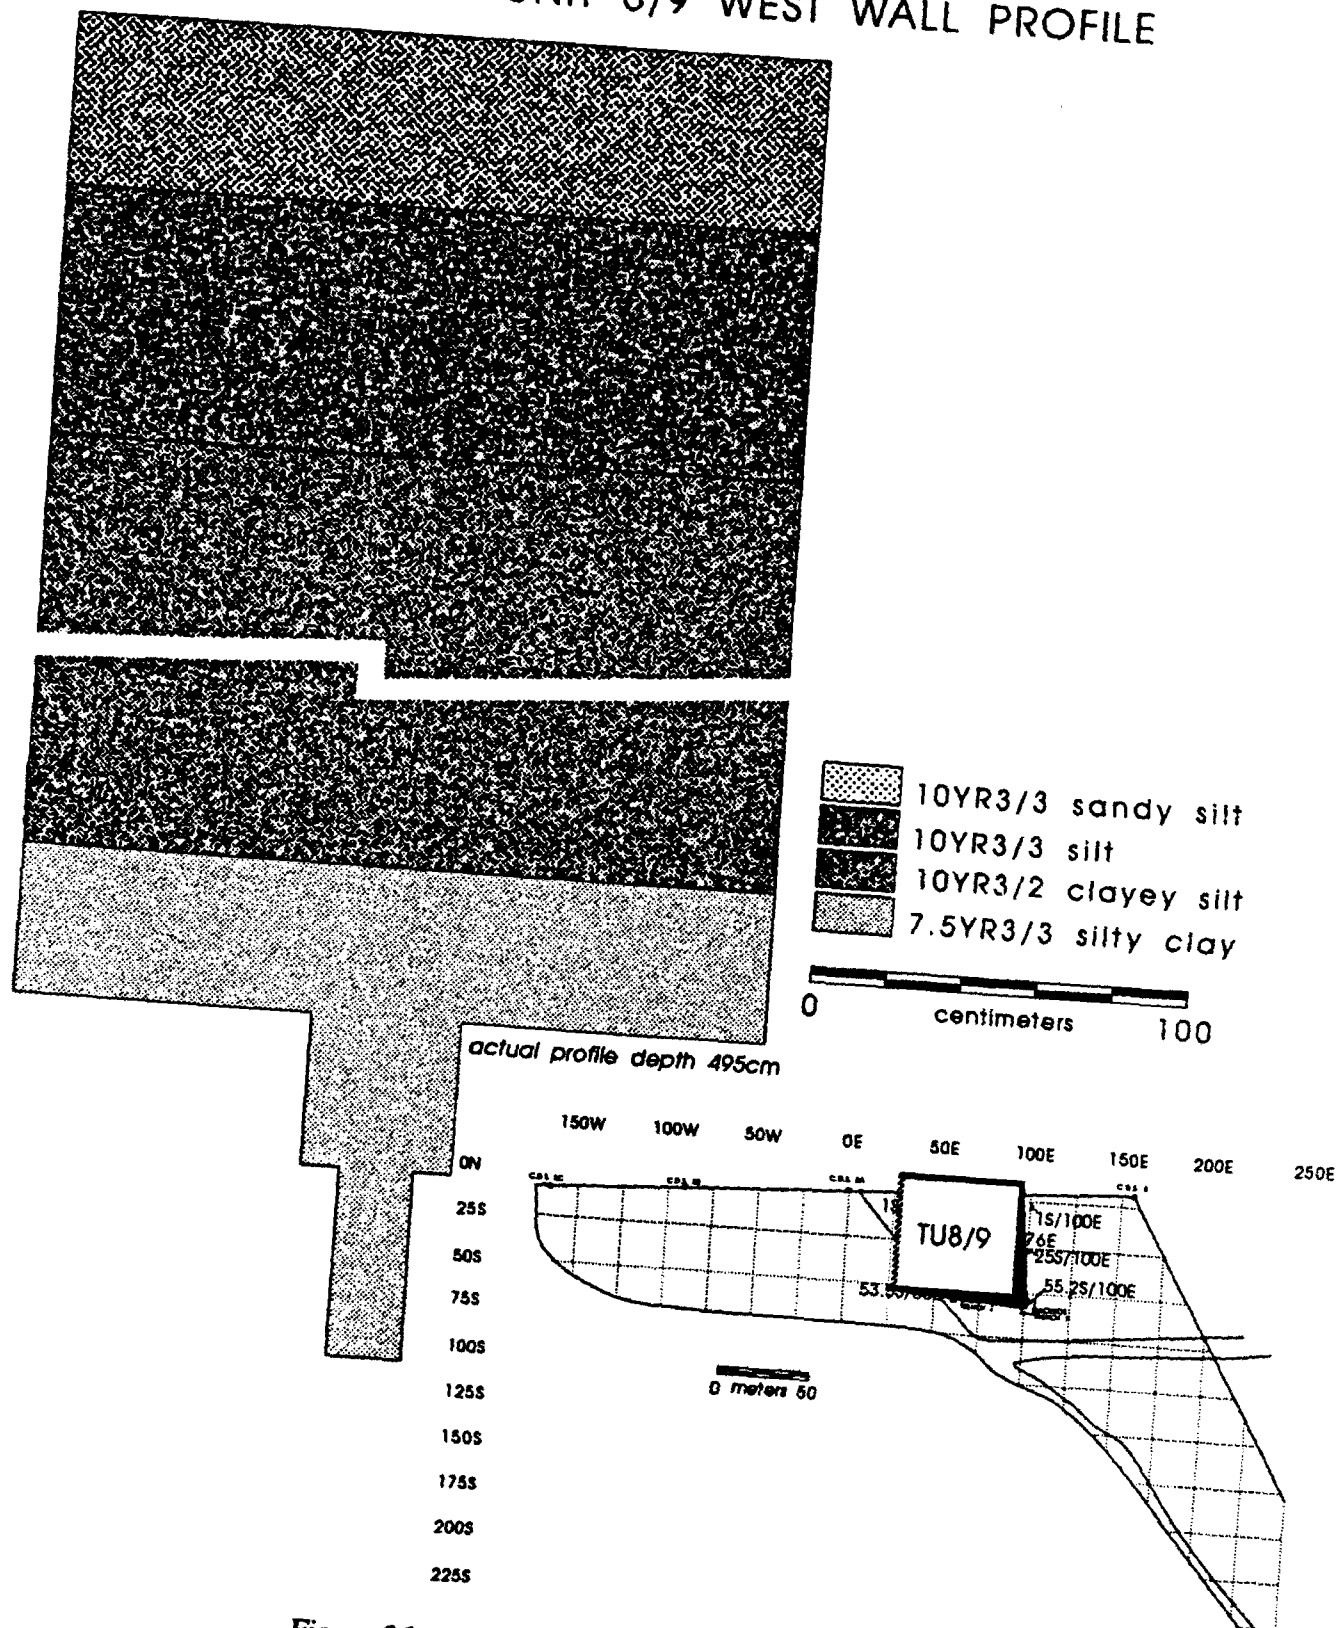 8/9 WEST WALL PROFILE
10YR3/3 sandy silt
10YR3/3 silt
10YR3/2 clayey silt
7.5YR3/3 silty clay
0 100
centimeters
actual profile depth 495cm
150W 100W 50W 0E 50E 100E 150E 200E 250E
0N
25S
50S
75S
100S
125S
150S
175S
200S
225S
TU8/9
1S/100E
76E
25S/100E
55.2S/100E
0 meters 50